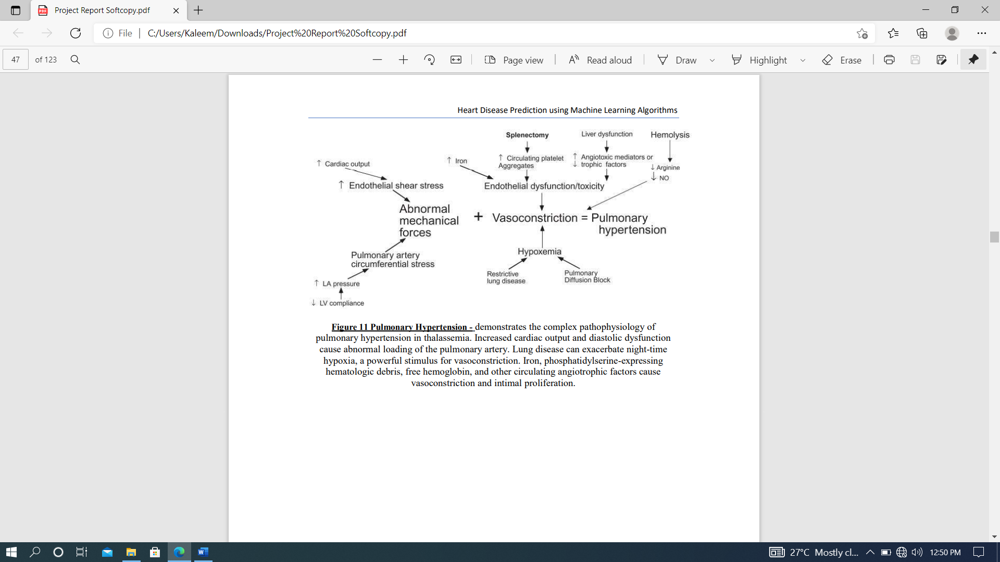 Project Report Softcopy.pdf
File
C:/Users/Kaleem/Downloads/Project%20Report%20Softcopy.pdf
47
of 123
Page view
Read aloud
Draw
Highlight
Erase
Heart Disease Prediction using Machine Learning Algorithms
Splenectomy
Liver dysfunction
Hemolysis
↑ Cardiac output
↑ Iron
↑ Circulating platelet
Aggregates
↑ Angiotoxic mediators or
↓ trophic factors
↓ Arginine
↓ NO
↑ Endothelial shear stress
Endothelial dysfunction/toxicity
Abnormal
mechanical
forces
+
Vasoconstriction = Pulmonary
hypertension
Pulmonary artery
circumferential stress
Hypoxemia
Restrictive
lung disease
Pulmonary
Diffusion Block
↑ LA pressure
↓ LV compliance
Figure 11 Pulmonary Hypertension - demonstrates the complex pathophysiology of
pulmonary hypertension in thalassemia. Increased cardiac output and diastolic dysfunction
cause abnormal loading of the pulmonary artery. Lung disease can exacerbate night-time
hypoxia, a powerful stimulus for vasoconstriction. Iron, phosphatidylserine-expressing
hematologic debris, free hemoglobin, and other circulating angiotrophic factors cause
vasoconstriction and intimal proliferation.
27°C Mostly cl...
12:50 PM